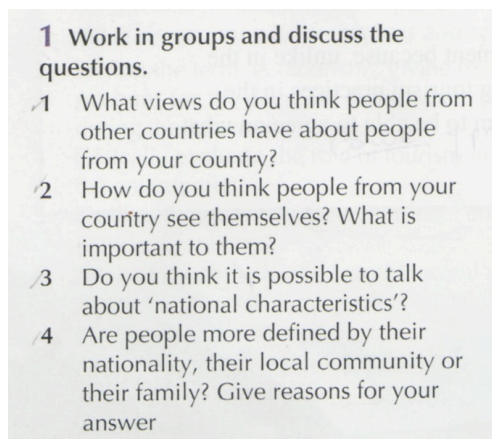 1 Work in groups and discuss the
questions.
1 What views do you think people from
other countries have about people
from your country?
2 How do you think people from your
country see themselves? What is
important to them?
3 Do you think it is possible to talk
about ‘national characteristics’?
4 Are people more defined by their
nationality, their local community or
their family? Give reasons for your
answer